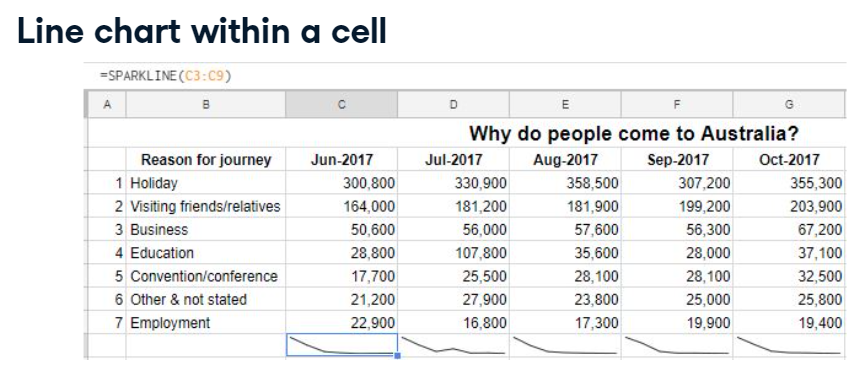 Line chart within a cell
=SPARKLINE(C3:C9)
A B C D E F G
Why do people come to Australia?
Reason for journey Jun-2017 Jul-2017 Aug-2017 Sep-2017 Oct-2017
1 Holiday 300,800 330,900 358,500 307,200 355,300
2 Visiting friends/relatives 164,000 181,200 181,900 199,200 203,900
3 Business 50,600 56,000 57,600 56,300 67,200
4 Education 28,800 107,800 35,600 28,000 37,100
5 Convention/conference 17,700 25,500 28,100 28,100 32,500
6 Other & not stated 21,200 27,900 23,800 25,000 25,800
7 Employment 22,900 16,800 17,300 19,900 19,400